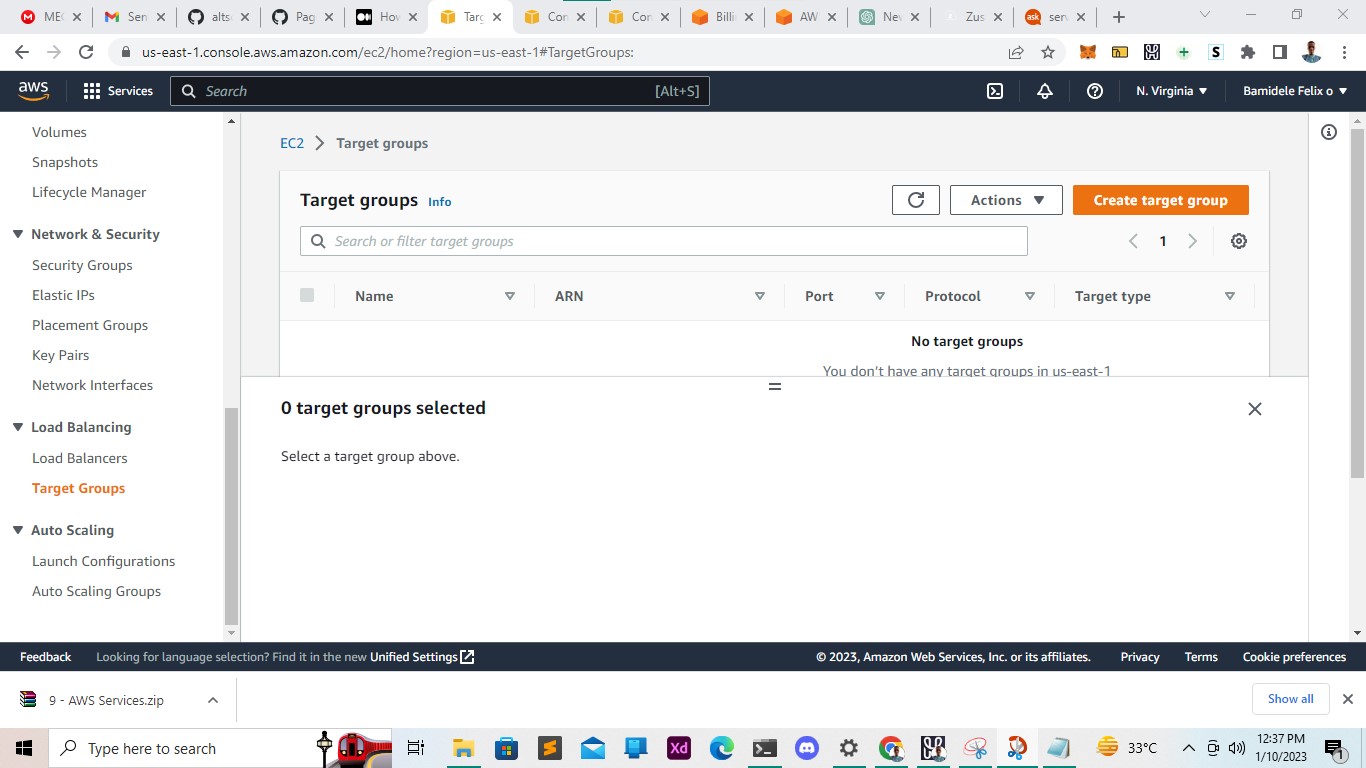 MEG
Sen
alts
Pag
How
Targ
Con
Con
Billi
AW
Nev
Zus
ask
serv
us-east-1.console.aws.amazon.com/ec2/home?region=us-east-1#TargetGroups:
S
aws
Services
Search
[Alt+S]
N. Virginia
Bamidele Felix o
Volumes
Snapshots
Lifecycle Manager
Network & Security
Security Groups
Elastic IPs
Placement Groups
Key Pairs
Network Interfaces
Load Balancing
Load Balancers
Target Groups
Auto Scaling
Launch Configurations
Auto Scaling Groups
EC2 > Target groups
Target groups Info
Actions
Create target group
Search or filter target groups
1
Name
ARN
Port
Protocol
Target type
No target groups
You don't have any target groups in us-east-1
0 target groups selected
Select a target group above.
Feedback
Looking for language selection? Find it in the new Unified Settings
© 2023, Amazon Web Services, Inc. or its affiliates.
Privacy
Terms
Cookie preferences
9 - AWS Services.zip
Show all
Type here to search
Xd
33°C
12:37 PM
1/10/2023
1